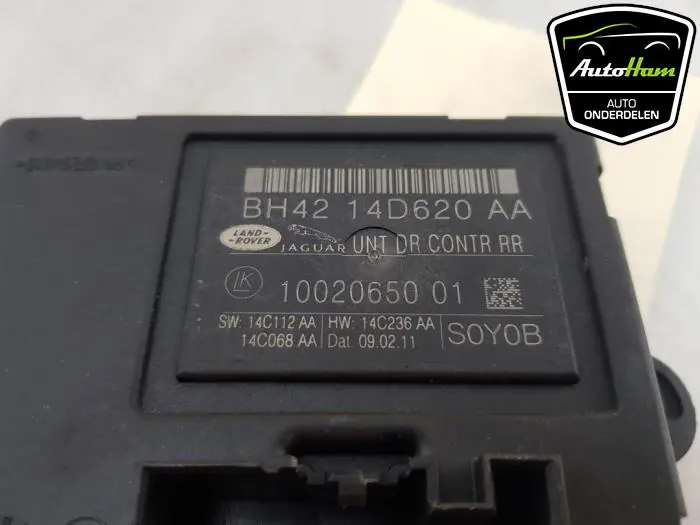 AutoHam
AUTO
ONDERDELEN
BH42 14D620 AA
LAND-
-ROVER
JAGUAR
UNT DR CONTR RR
LK
10020650 01
SW: 14C112 AA
14C068 AA
HW: 14C236 AA
Dat. 09.02.11
S0Y0B